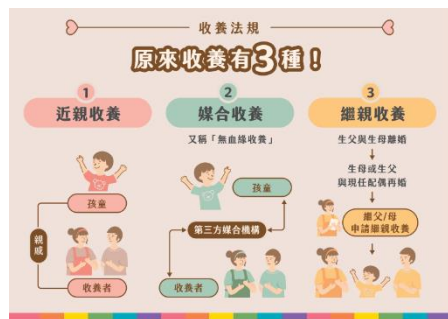 收養法規
原來收養有3種！
1
近親收養
孩童
親戚
收養者
2
媒合收養
又稱「無血緣收養」
孩童
第三方媒合機構
收養者
3
繼親收養
生父與生母離婚
生母或生父
與現任配偶再婚
繼父/母
申請繼親收養